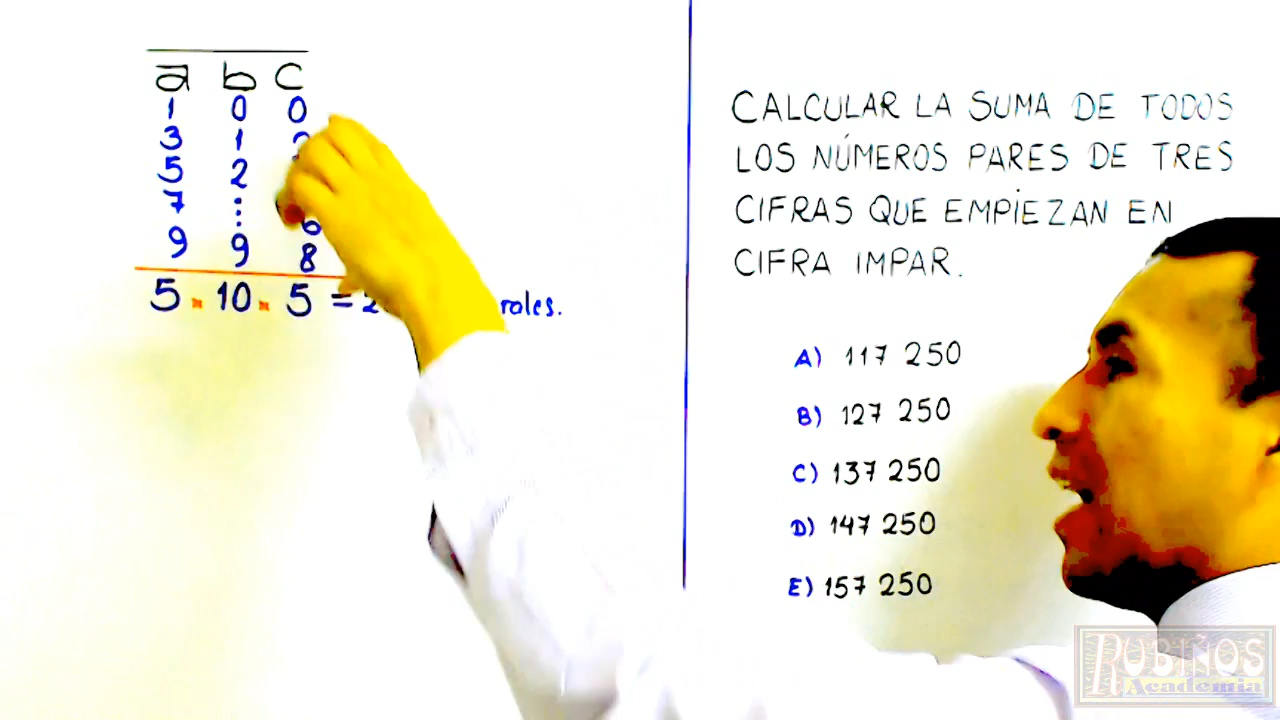 a b c
1 0 0
3 1
5 2
7 ⋮
9 9 8
5 · 10 · 5 = 2
CALCULAR LA SUMA DE TODOS
LOS NÚMEROS PARES DE TRES
CIFRAS QUE EMPIEZAN EN
CIFRA IMPAR.
A) 117 250
B) 127 250
C) 137 250
D) 147 250
E) 157 250
RUBIÑOS
Academia